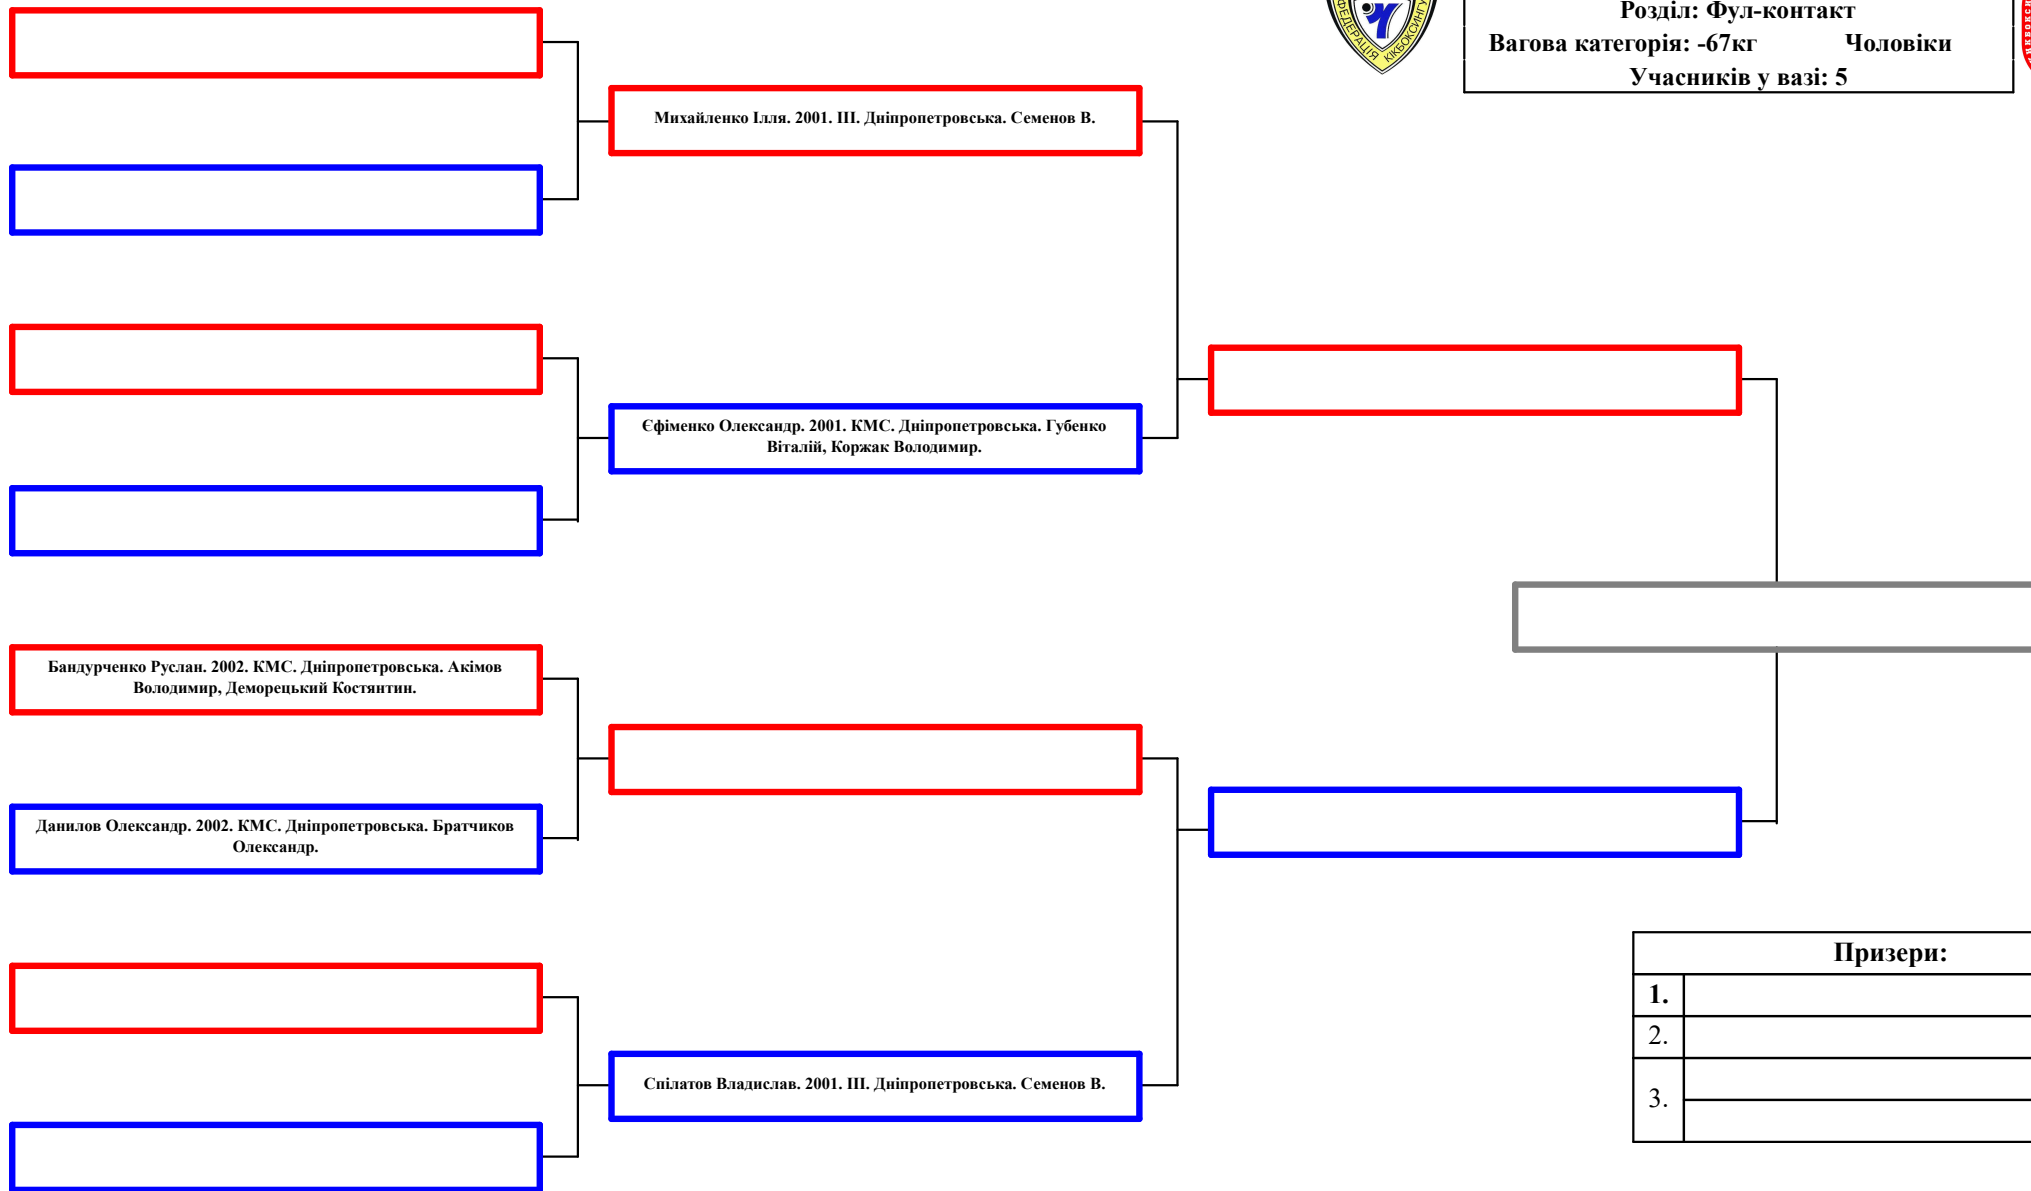 ФЕДЕРАЦІЯ КІКБОКСИНГУ
Розділ: Фул-контакт
Вагова категорія: -67кг Чоловіки
Учасників у вазі: 5
Михайленко Ілля. 2001. ІІІ. Дніпропетровська. Семенов В.
Єфіменко Олександр. 2001. КМС. Дніпропетровська. Губенко
Віталій, Коржак Володимир.
Бандурченко Руслан. 2002. КМС. Дніпропетровська. Акімов
Володимир, Деморецький Костянтин.
Данилов Олександр. 2002. КМС. Дніпропетровська. Братчиков
Олександр.
Спілатов Владислав. 2001. ІІІ. Дніпропетровська. Семенов В.
Призери:
1.
2.
3.